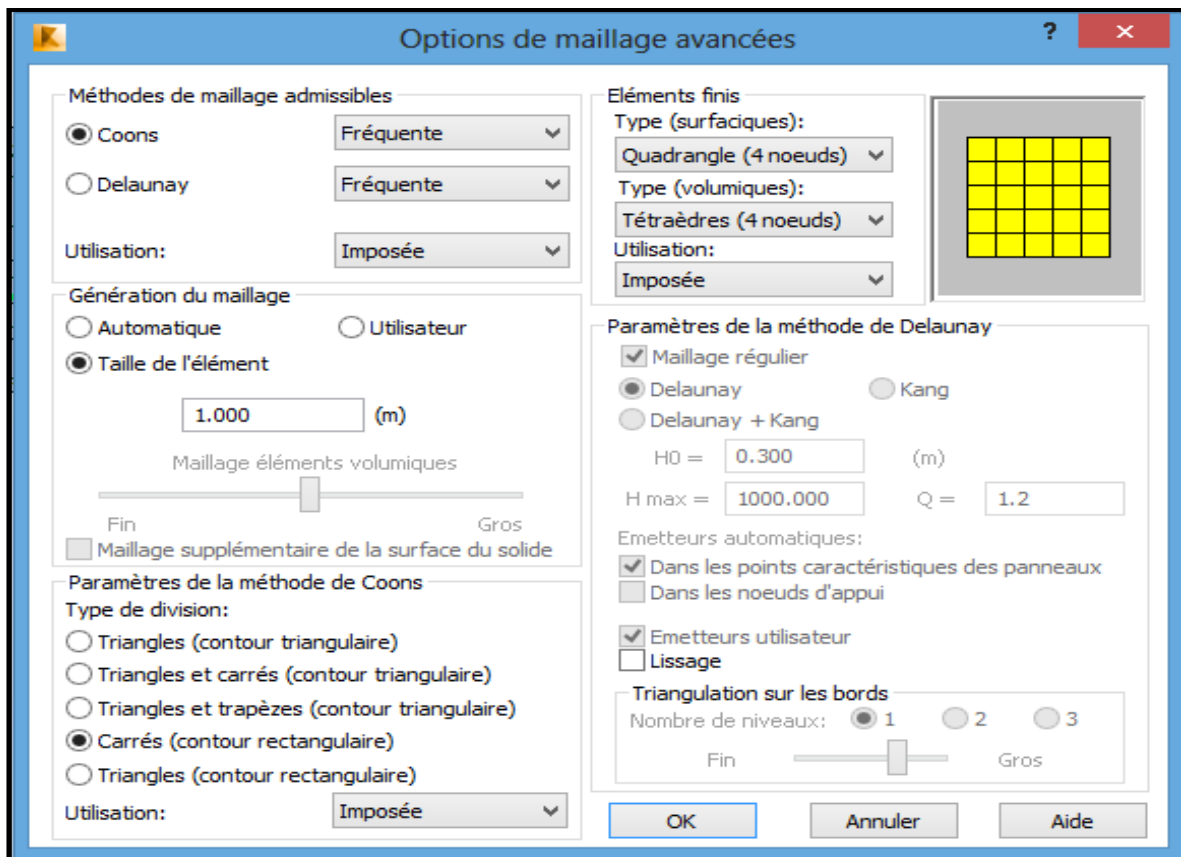 Options de maillage avancées
?
×
Méthodes de maillage admissibles
Coons Fréquente
Delaunay Fréquente
Utilisation: Imposée
Génération du maillage
Automatique Utilisateur
Taille de l'élément
1.000 (m)
Maillage éléments volumiques
Fin Gros
Maillage supplémentaire de la surface du solide
Paramètres de la méthode de Coons
Type de division:
Triangles (contour triangulaire)
Triangles et carrés (contour triangulaire)
Triangles et trapèzes (contour triangulaire)
Carrés (contour rectangulaire)
Triangles (contour rectangulaire)
Utilisation: Imposée
Eléments finis
Type (surfaciques):
Quadrangle (4 noeuds)
Type (volumiques):
Tétraèdres (4 noeuds)
Utilisation:
Imposée
Paramètres de la méthode de Delaunay
Maillage régulier
Delaunay Kang
Delaunay + Kang
H0 = 0.300 (m)
H max = 1000.000 Q = 1.2
Emetteurs automatiques:
Dans les points caractéristiques des panneaux
Dans les noeuds d'appui
Emetteurs utilisateur
Lissage
Triangulation sur les bords
Nombre de niveaux: 1 2 3
Fin Gros
OK Annuler Aide